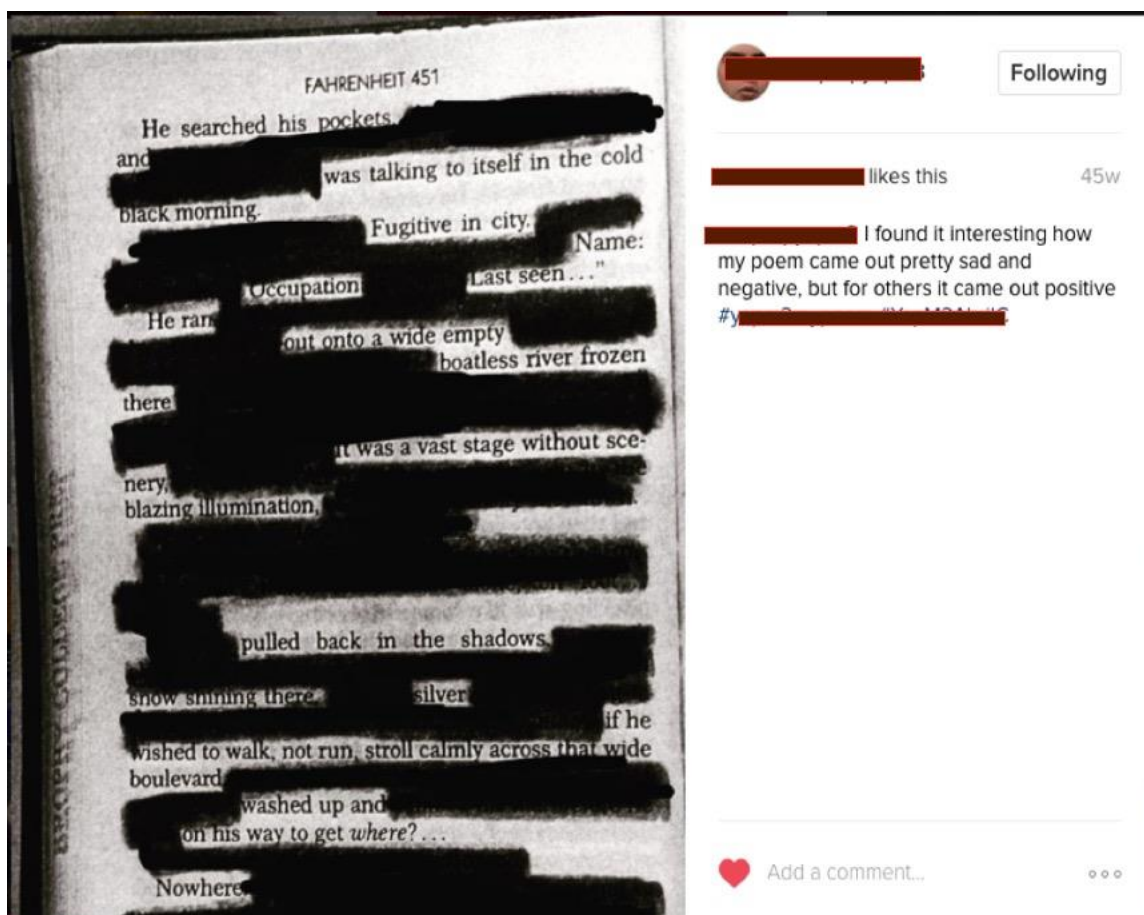 FAHRENHEIT 451
He searched his pockets,
and
was talking to itself in the cold
black morning.
Fugitive in city.
Name:
Occupation
Last seen..."
He ran
out onto a wide empty
boatless river frozen
there
It was a vast stage without sce-
nery,
blazing illumination,
pulled back in the shadows
snow shining there.
silver
if he
wished to walk, not run, stroll calmly across that wide
boulevard
washed up and
on his way to get where?...
Nowhere
Following
likes this
45w
I found it interesting how
my poem came out pretty sad and
negative, but for others it came out positive
Add a comment...